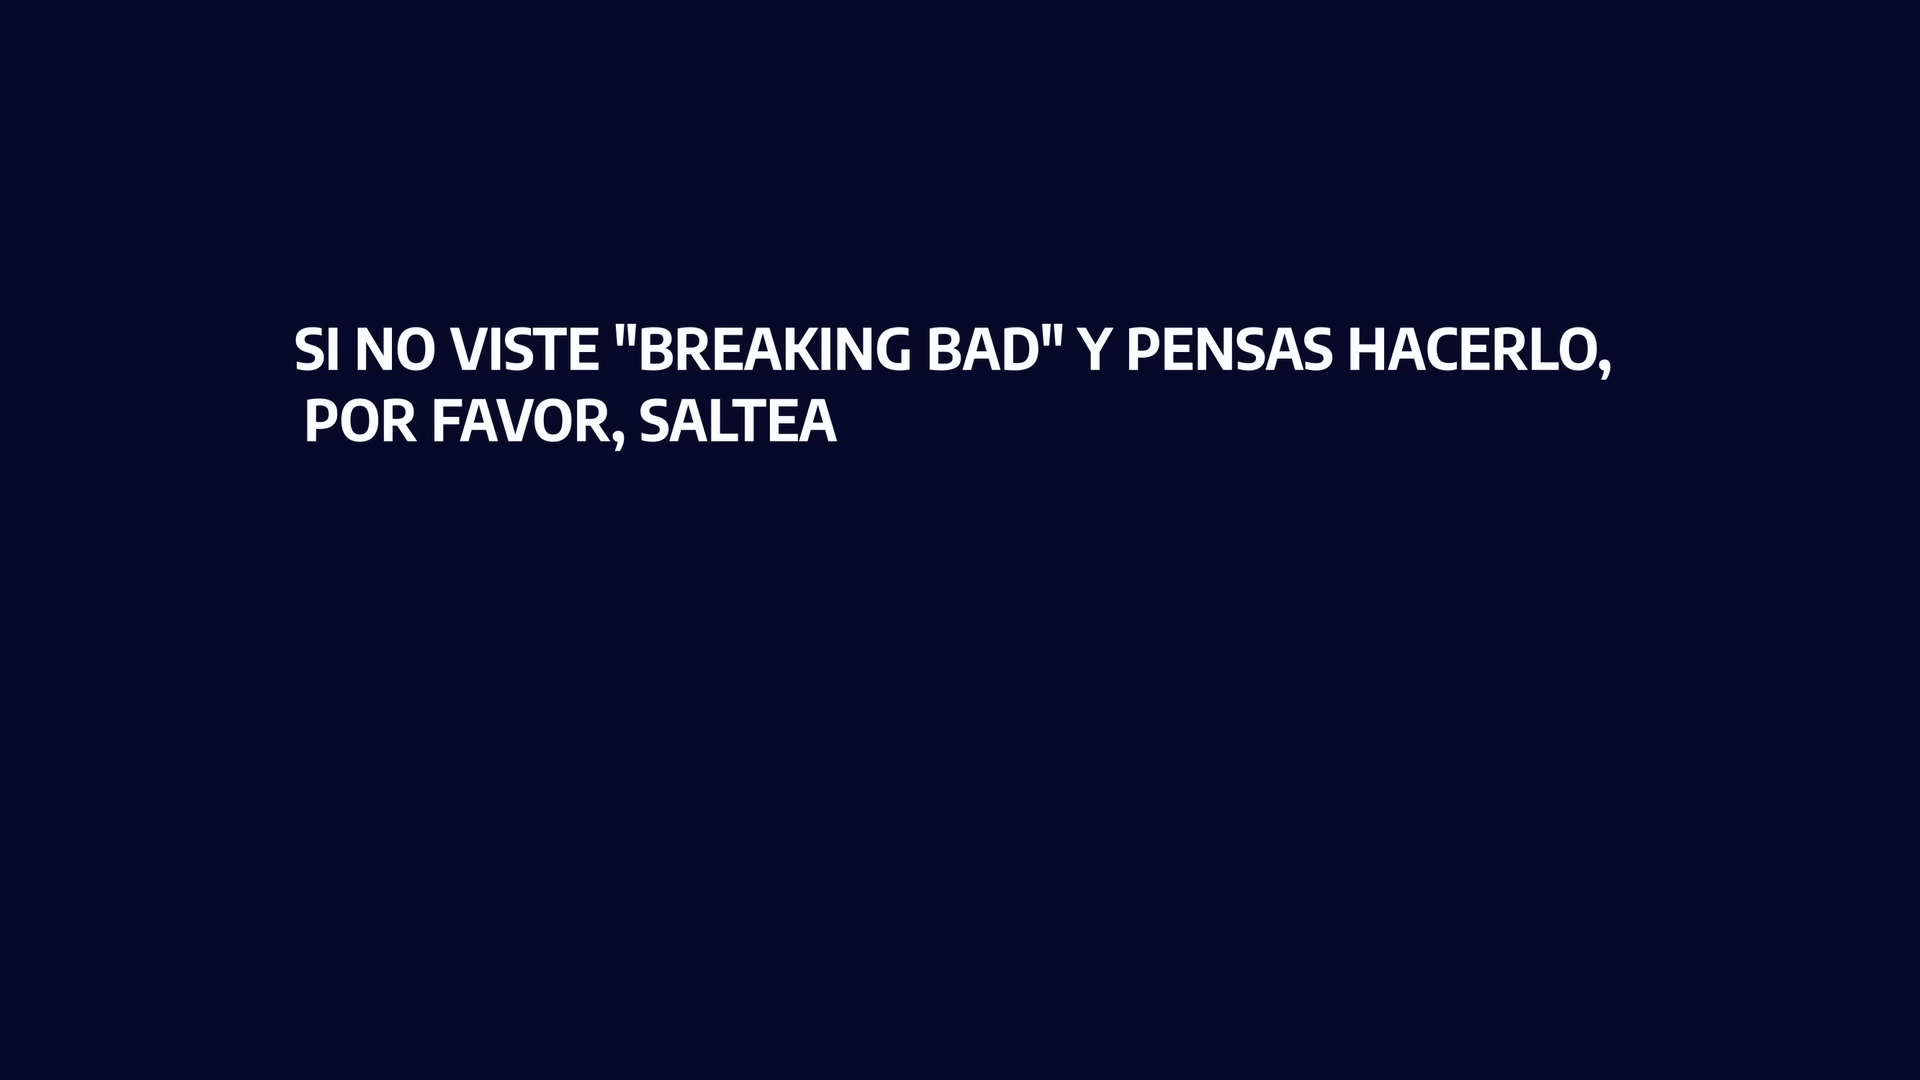 SI NO VISTE "BREAKING BAD" Y PENSAS HACERLO,
POR FAVOR, SALTEA